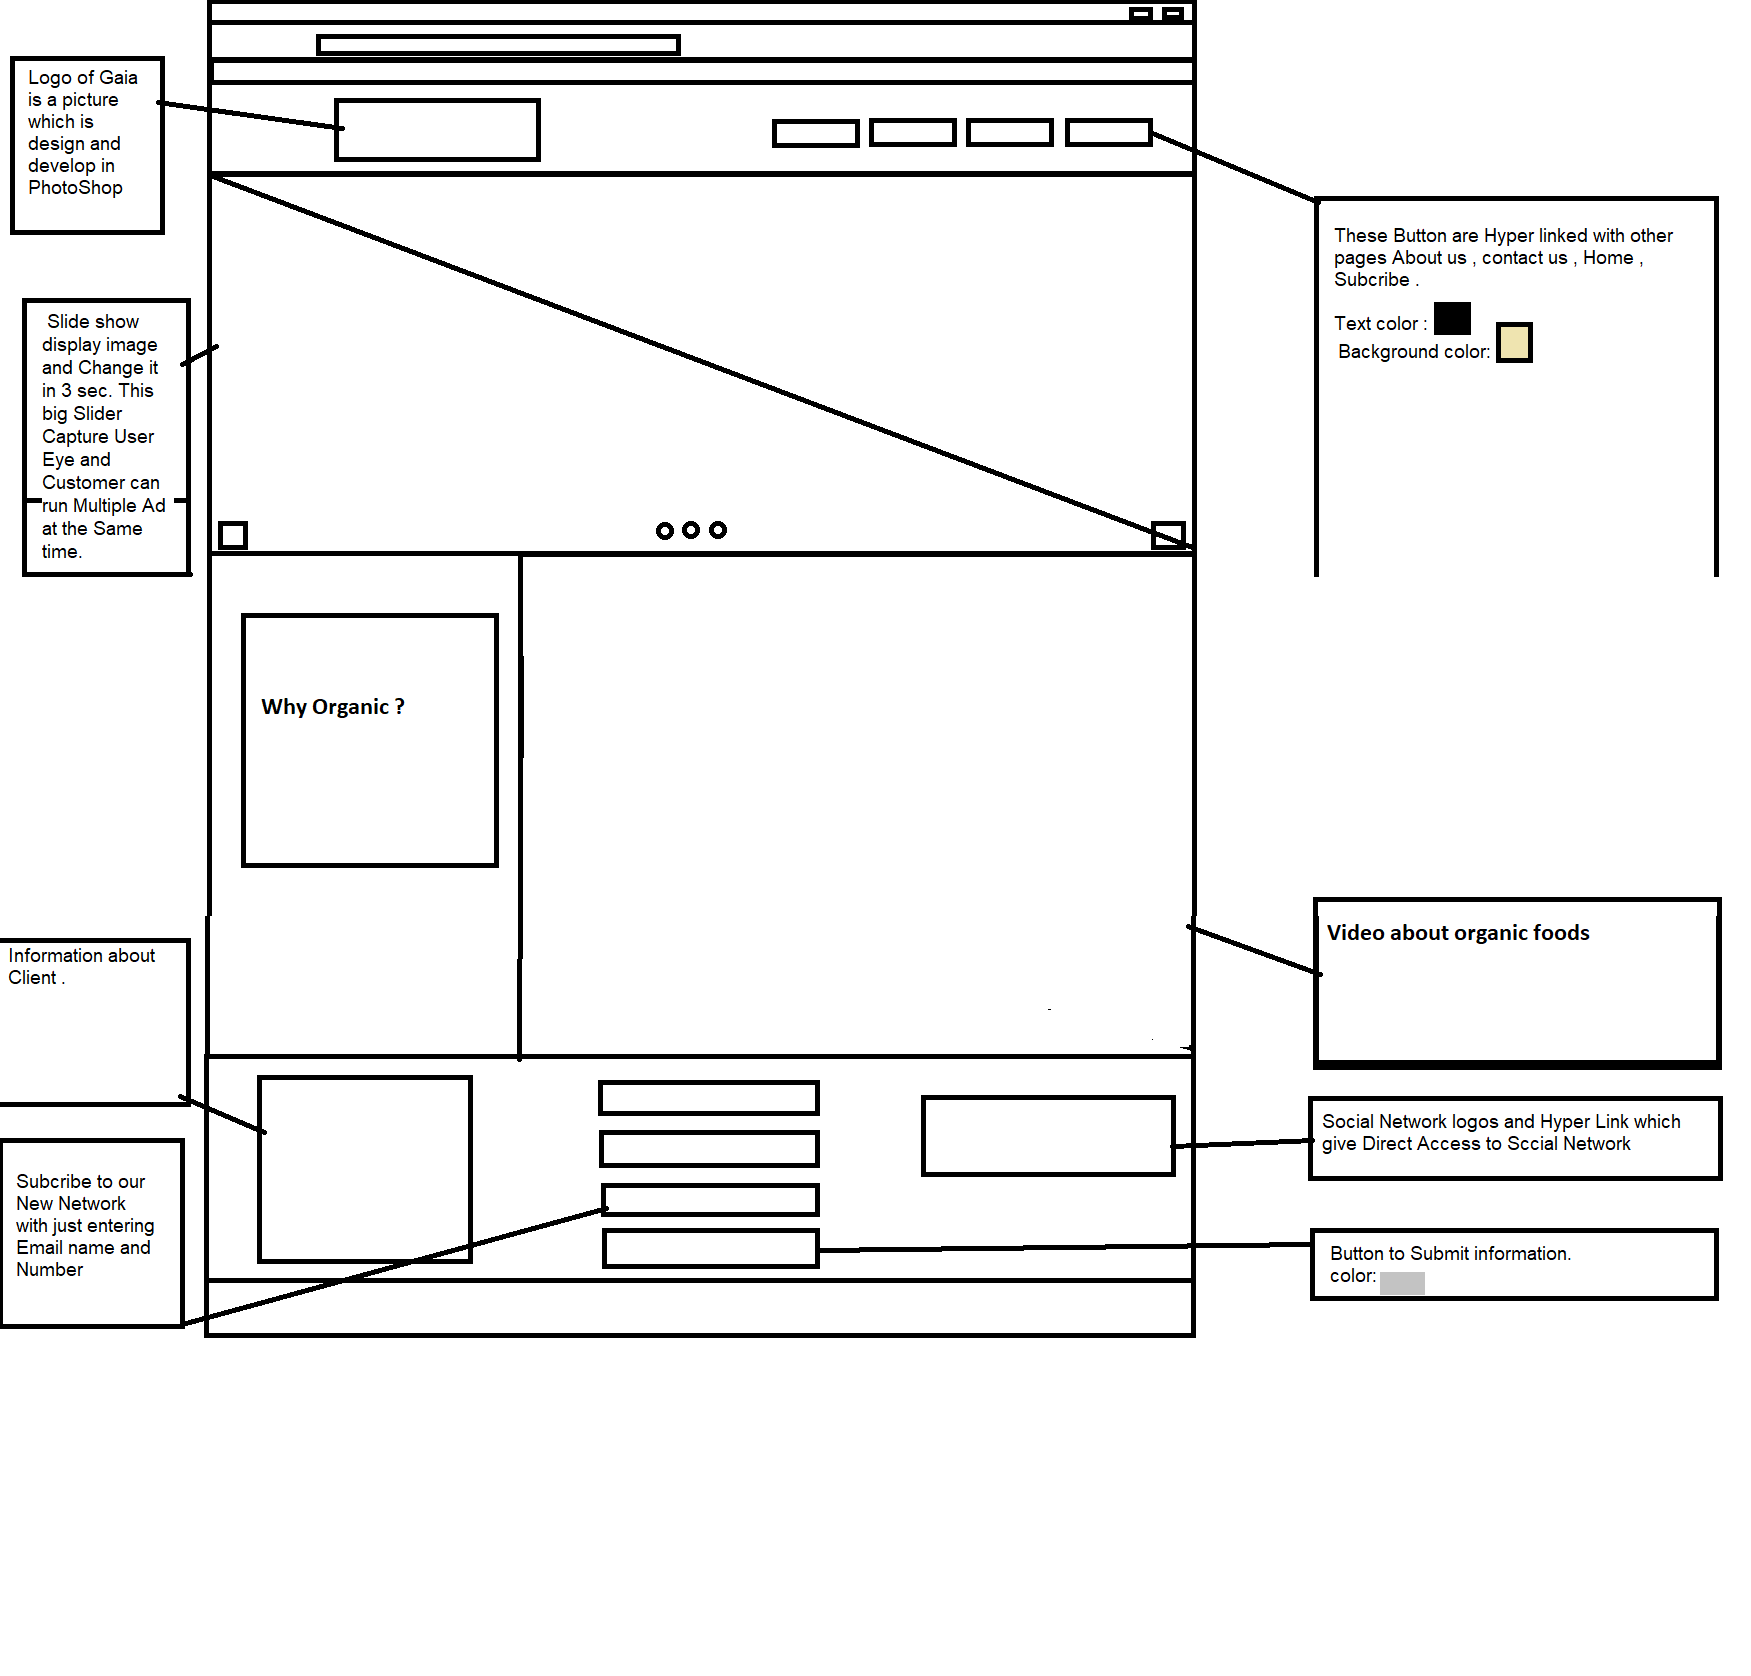 Logo of Gaia
is a picture
which is
design and
develop in
PhotoShop
These Button are Hyper linked with other
pages About us , contact us , Home ,
Subcribe .
Text color :
Background color:
Slide show
display image
and Change it
in 3 sec. This
big Slider
Capture User
Eye and
Customer can
run Multiple Ad
at the Same
time.
Why Organic ?
Video about organic foods
Information about
Client .
Social Network logos and Hyper Link which
give Direct Access to Sccial Network
Subcribe to our
New Network
with just entering
Email name and
Number
Button to Submit information.
color: